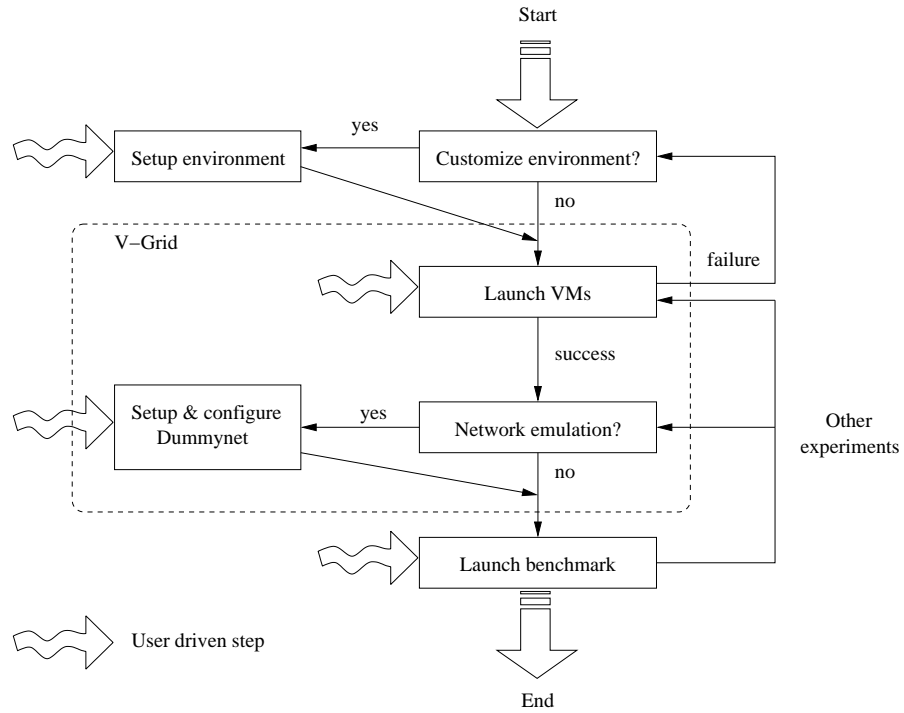 Start
yes
Setup environment
Customize environment?
no
V−Grid
failure
Launch VMs
success
Setup & configure
Dummynet
yes
Network emulation?
Other
experiments
no
Launch benchmark
User driven step
End